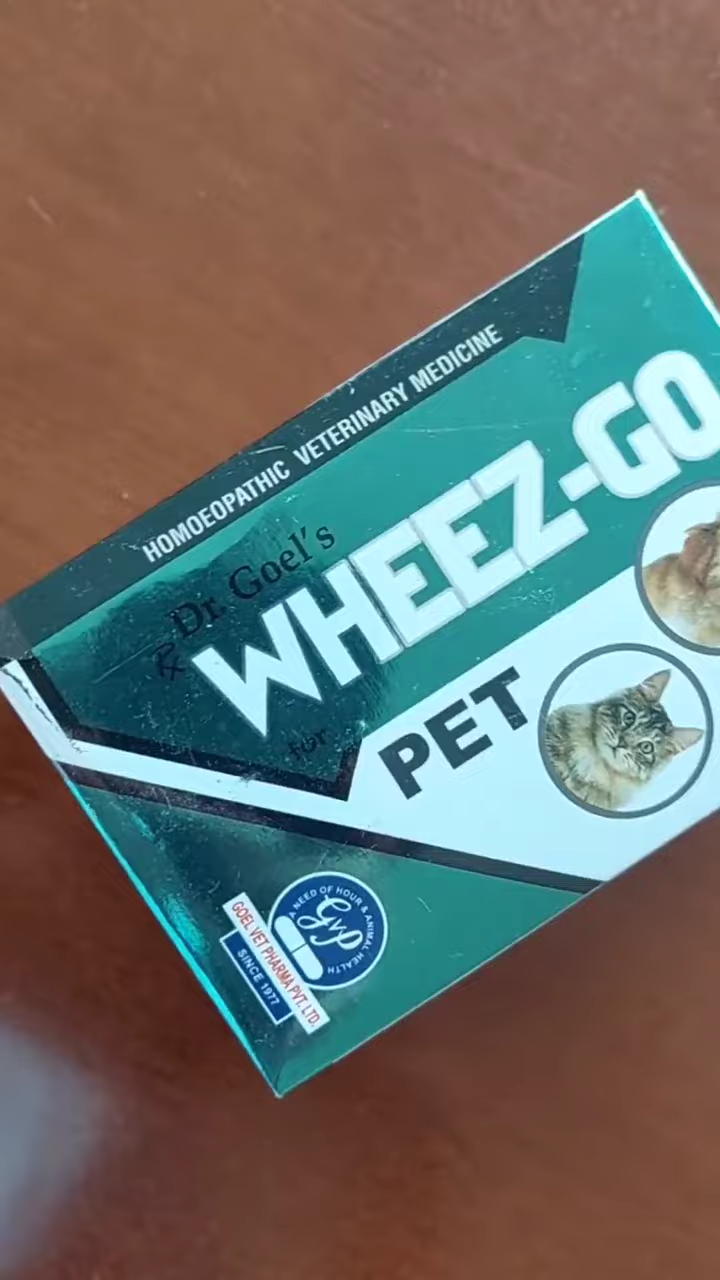 HOMOEOPATHIC VETERINARY MEDICINE
Dr. Goel's
℞ WHEEZ-GO
for PET
A NEED OF HOUR & ANIMAL HEALTH
GVP
GOEL VET PHARMA PVT. LTD.
SINCE 1977